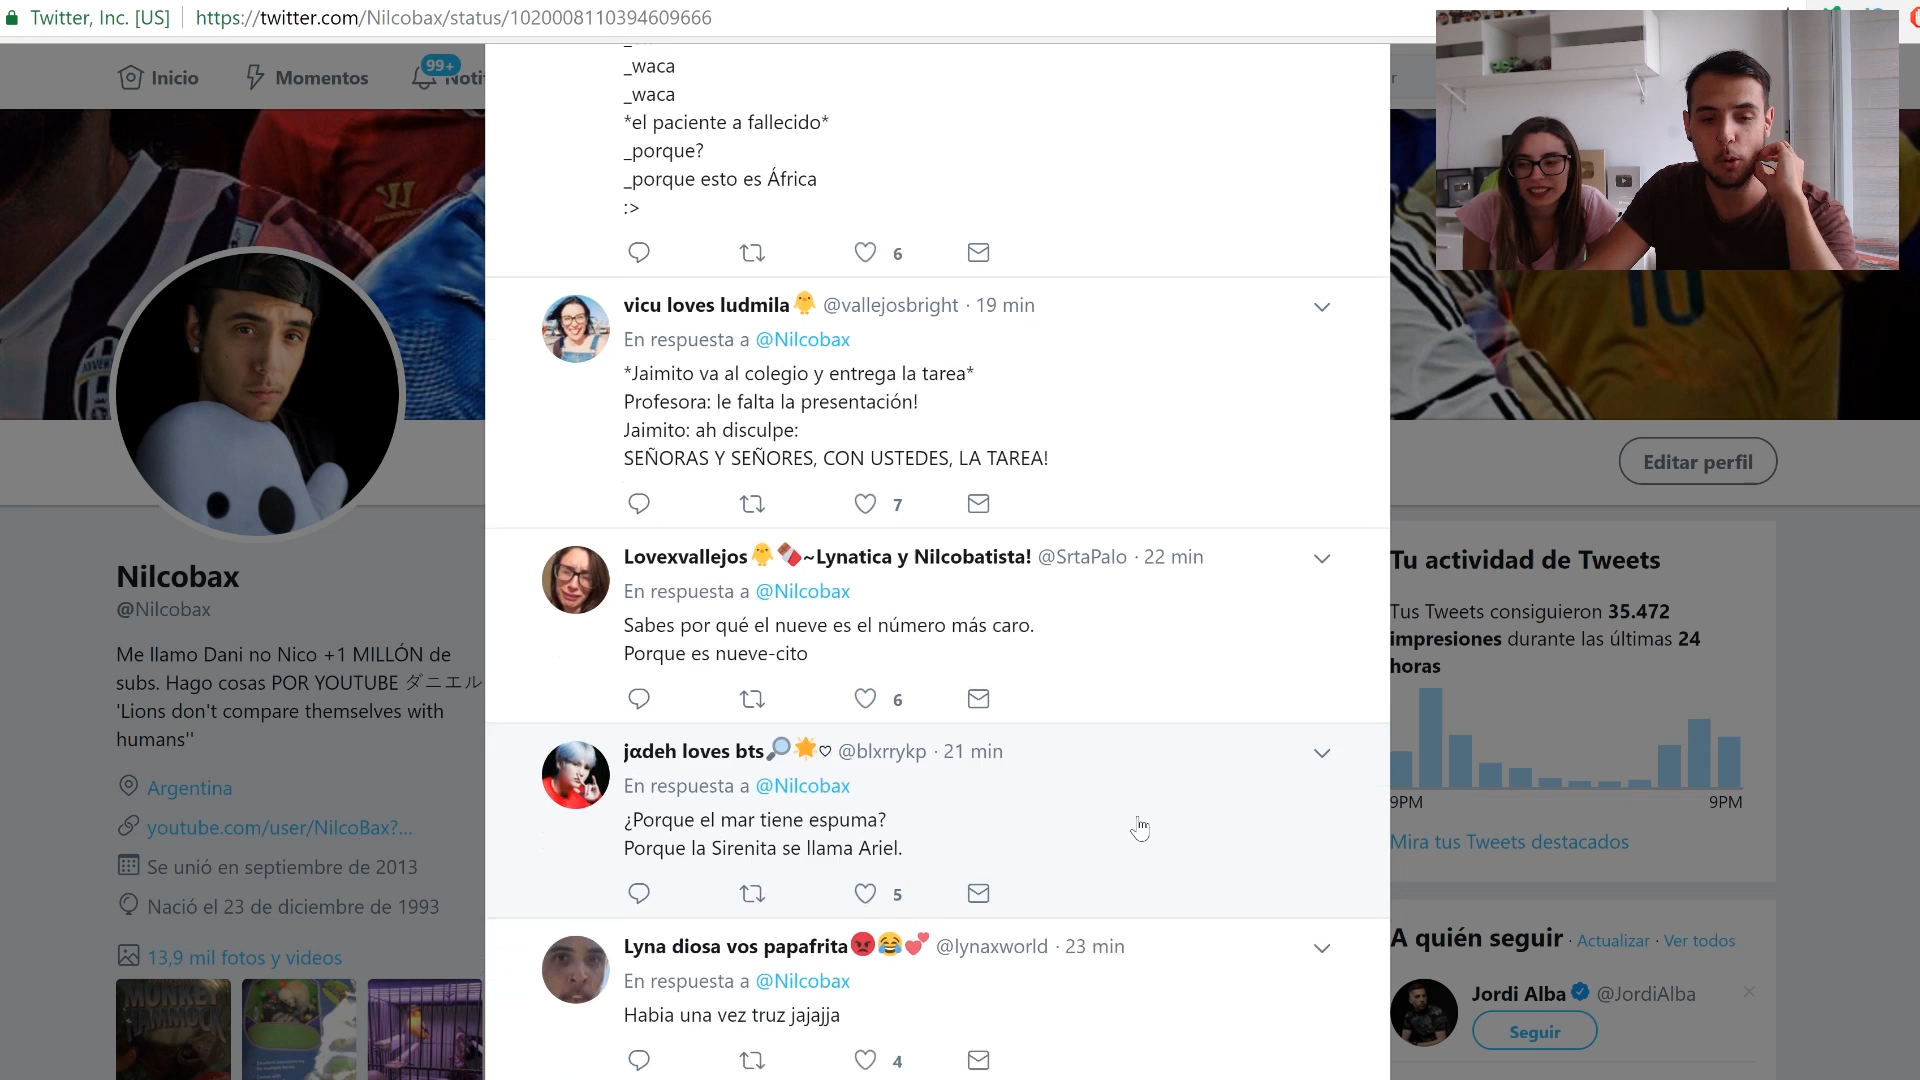 Twitter, Inc. [US] https://twitter.com/Nilcobax/status/1020008110394609666
Inicio
Momentos
99+
Noti
_waca
_waca
*el paciente a fallecido*
_porque?
_porque esto es África
:>
6
vicu loves ludmila @vallejosbright · 19 min
En respuesta a @Nilcobax
*Jaimito va al colegio y entrega la tarea*
Profesora: le falta la presentación!
Jaimito: ah disculpe:
SEÑORAS Y SEÑORES, CON USTEDES, LA TAREA!
7
Lovexvallejos ~Lynatica y Nilcobatista! @SrtaPalo · 22 min
En respuesta a @Nilcobax
Sabes por qué el nueve es el número más caro.
Porque es nueve-cito
6
jαdeh loves bts ♡ @blxrrykp · 21 min
En respuesta a @Nilcobax
¿Porque el mar tiene espuma?
Porque la Sirenita se llama Ariel.
5
Lyna diosa vos papafrita @lynaxworld · 23 min
En respuesta a @Nilcobax
Habia una vez truz jajajja
4
Nilcobax
@Nilcobax
Me llamo Dani no Nico +1 MILLÓN de
subs. Hago cosas POR YOUTUBE ダニエル
'Lions don't compare themselves with
humans''
Argentina
youtube.com/user/NilcoBax?...
Se unió en septiembre de 2013
Nació el 23 de diciembre de 1993
13,9 mil fotos y videos
MONKEY
HAMMOCK
10
Editar perfil
Tu actividad de Tweets
Tus Tweets consiguieron 35.472
impresiones durante las últimas 24
horas
9PM 9PM
Mira tus Tweets destacados
A quién seguir · Actualizar · Ver todos
Jordi Alba @JordiAlba
Seguir